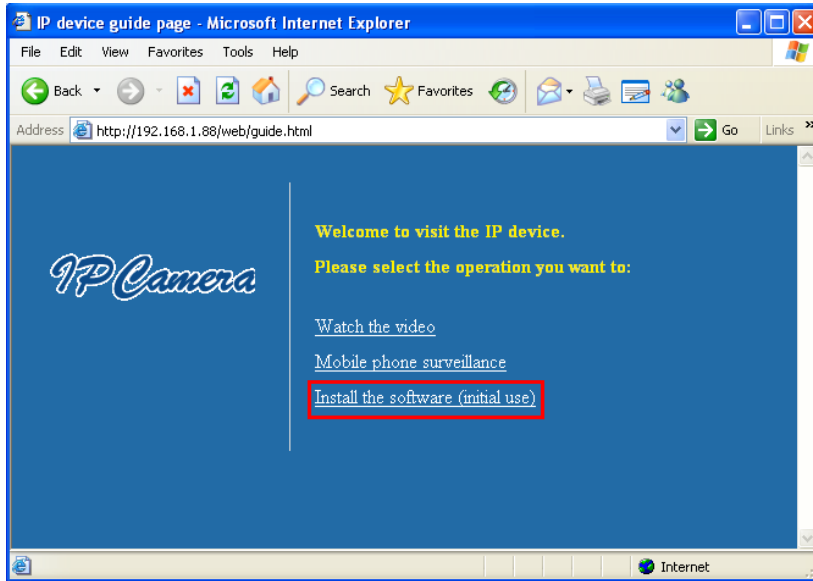 IP device guide page - Microsoft Internet Explorer
File Edit View Favorites Tools Help
Back Search Favorites
Address http://192.168.1.88/web/guide.html Go Links »
Welcome to visit the IP device.
IPCamera
Please select the operation you want to:
Watch the video
Mobile phone surveillance
Install the software (initial use)
Internet